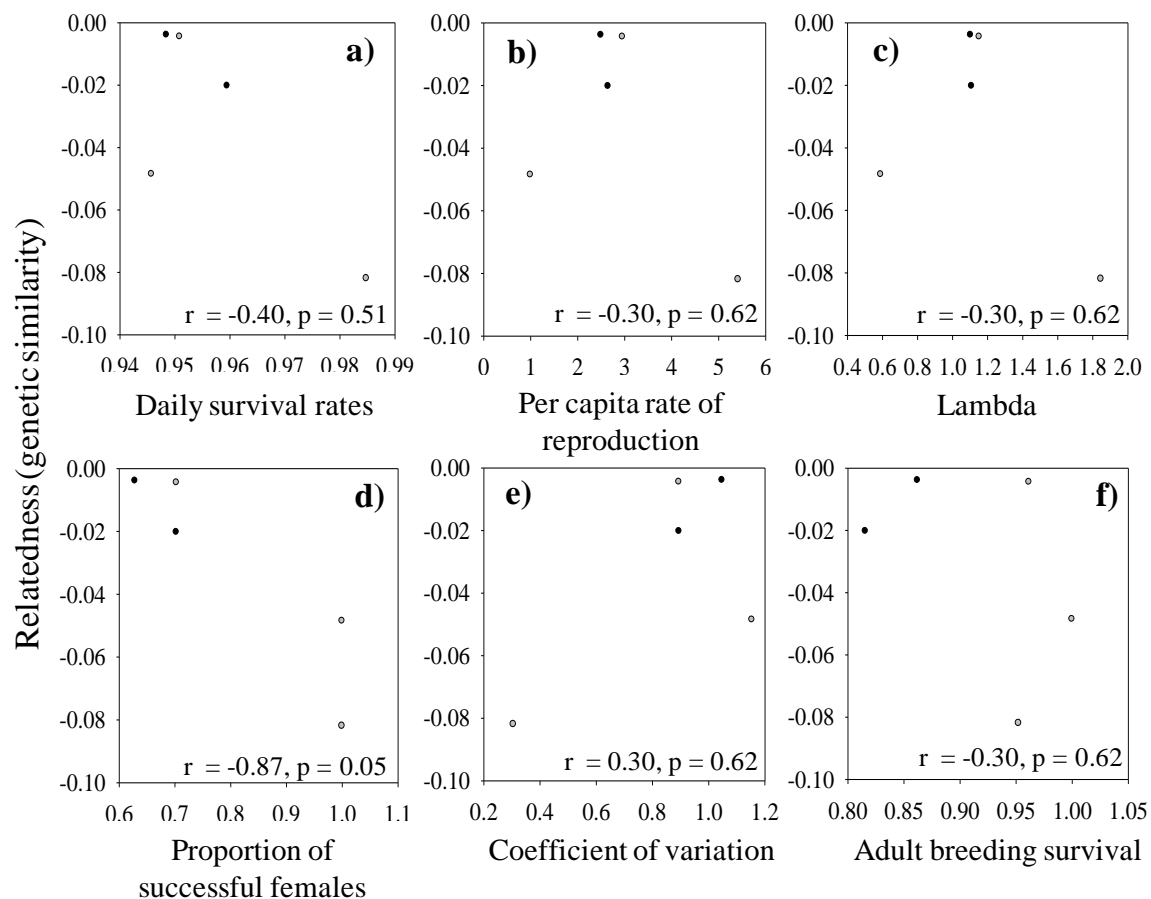 Relatedness (genetic similarity)
0.00
-0.02
-0.04
-0.06
-0.08
-0.10
a)
r = -0.40, p = 0.51
0.94 0.95 0.96 0.97 0.98 0.99
Daily survival rates
0.00
-0.02
-0.04
-0.06
-0.08
-0.10
b)
r = -0.30, p = 0.62
0 1 2 3 4 5 6
Per capita rate of
reproduction
0.00
-0.02
-0.04
-0.06
-0.08
-0.10
c)
r = -0.30, p = 0.62
0.4 0.6 0.8 1.0 1.2 1.4 1.6 1.8 2.0
Lambda
0.00
-0.02
-0.04
-0.06
-0.08
-0.10
d)
r = -0.87, p = 0.05
0.6 0.7 0.8 0.9 1.0 1.1
Proportion of
successful females
0.00
-0.02
-0.04
-0.06
-0.08
-0.10
e)
r = 0.30, p = 0.62
0.2 0.4 0.6 0.8 1.0 1.2
Coefficient of variation
0.00
-0.02
-0.04
-0.06
-0.08
-0.10
f)
r = -0.30, p = 0.62
0.80 0.85 0.90 0.95 1.00 1.05
Adult breeding survival